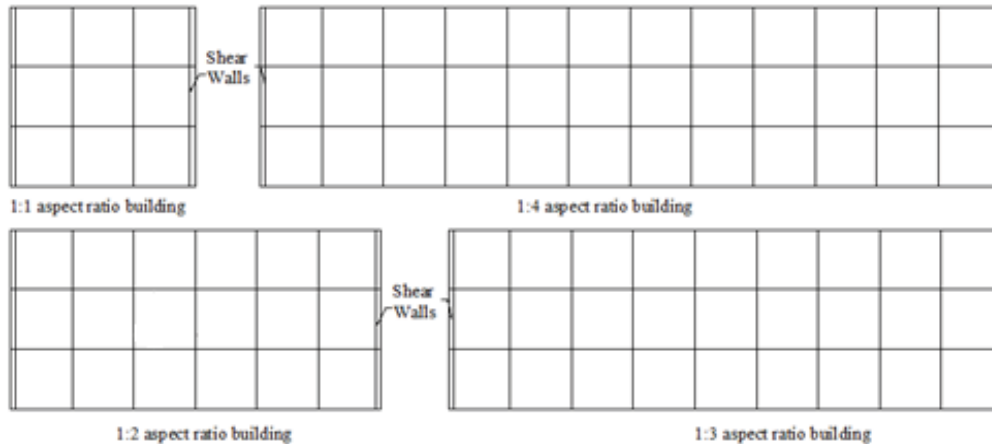 Shear
Walls
1:1 aspect ratio building
1:4 aspect ratio building
Shear
Walls
1:2 aspect ratio building
1:3 aspect ratio building